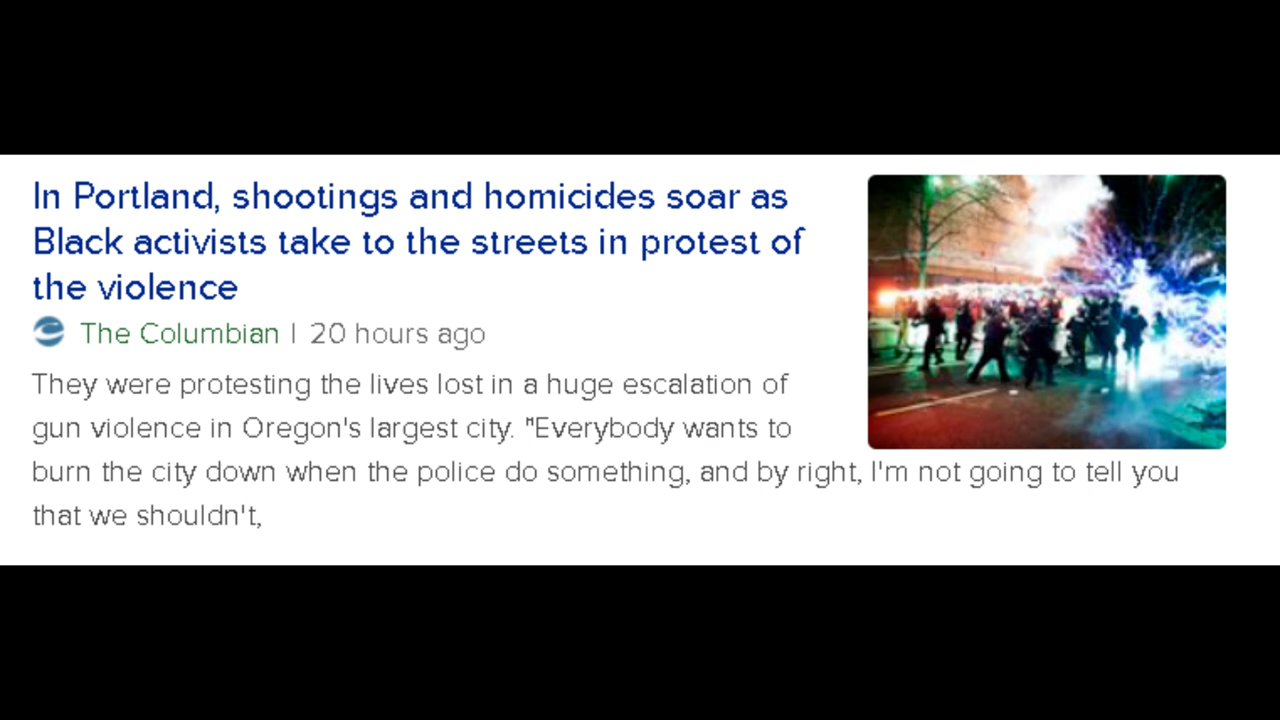 In Portland, shootings and homicides soar as
Black activists take to the streets in protest of
the violence
The Columbian | 20 hours ago
They were protesting the lives lost in a huge escalation of
gun violence in Oregon's largest city. "Everybody wants to
burn the city down when the police do something, and by right, I'm not going to tell you
that we shouldn't,